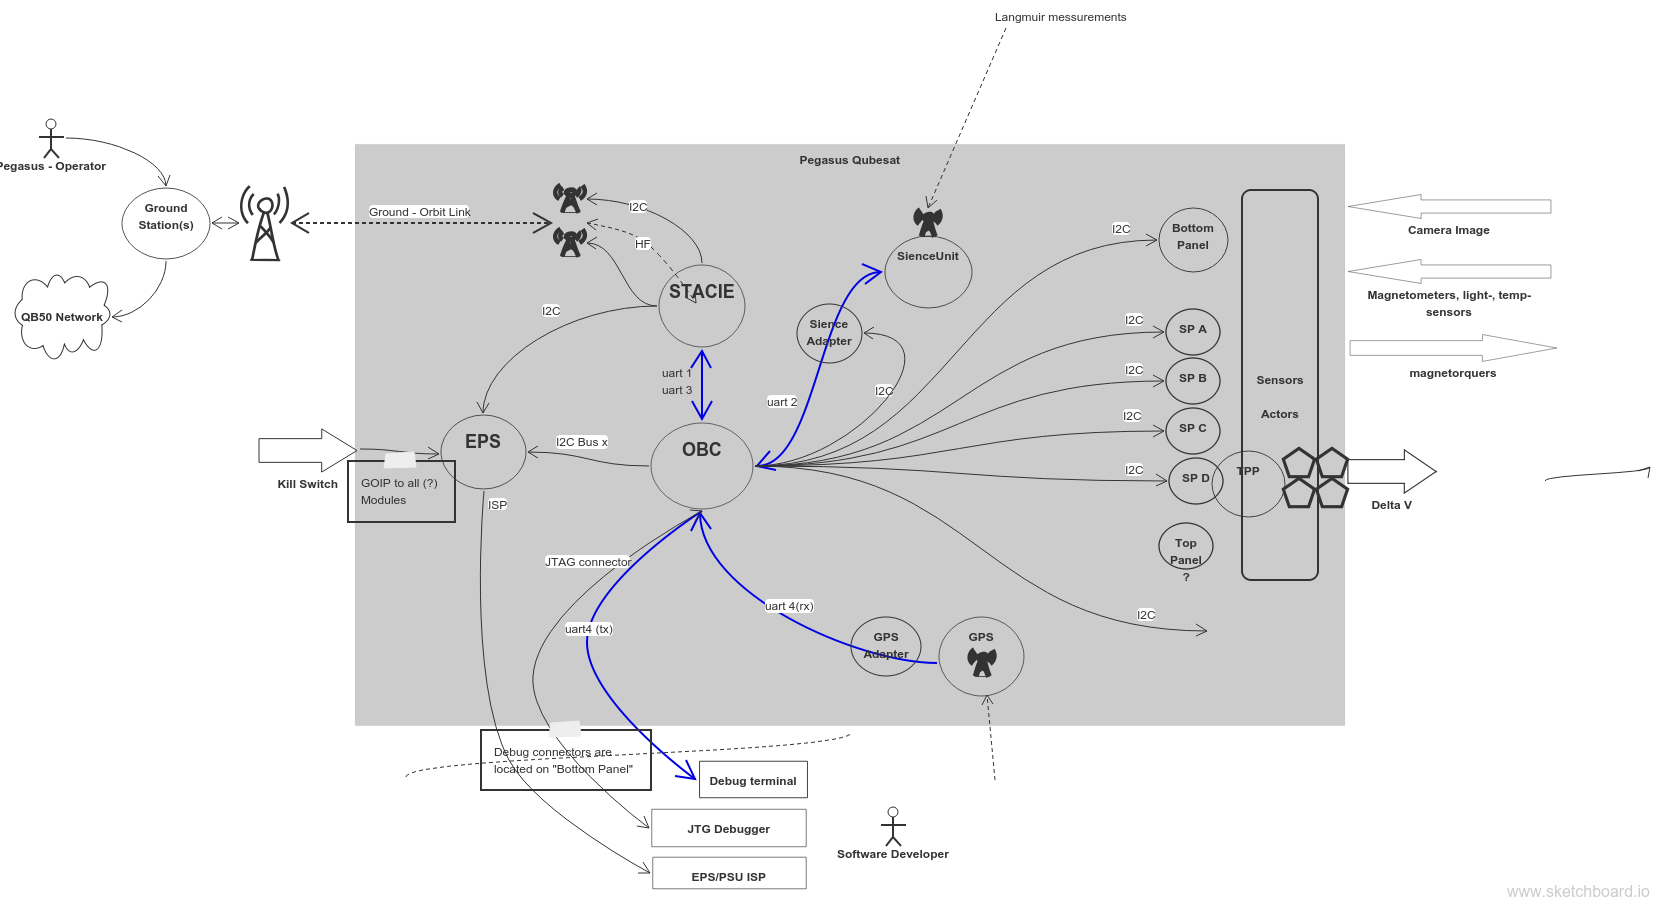 Langmuir messurements
Pegasus - Operator
Pegasus Qubesat
Ground
Station(s)
Ground - Orbit Link
I2C
HF
STACIE
SienceUnit
I2C
Bottom
Panel
Camera Image
QB50 Network
I2C
Sience
Adapter
I2C
SP A
Magnetometers, light-, temp-
sensors
uart 1
uart 3
uart 2
I2C
I2C
SP B
Sensors
Actors
magnetorquers
EPS
I2C Bus x
OBC
I2C
SP C
I2C
SP D
TPP
Kill Switch
GOIP to all (?)
Modules
ISP
Delta V
JTAG connector
Top
Panel
?
uart4 (tx)
uart 4(rx)
I2C
GPS
Adapter
GPS
Debug connectors are
located on "Bottom Panel"
Debug terminal
JTG Debugger
Software Developer
EPS/PSU ISP
www.sketchboard.io